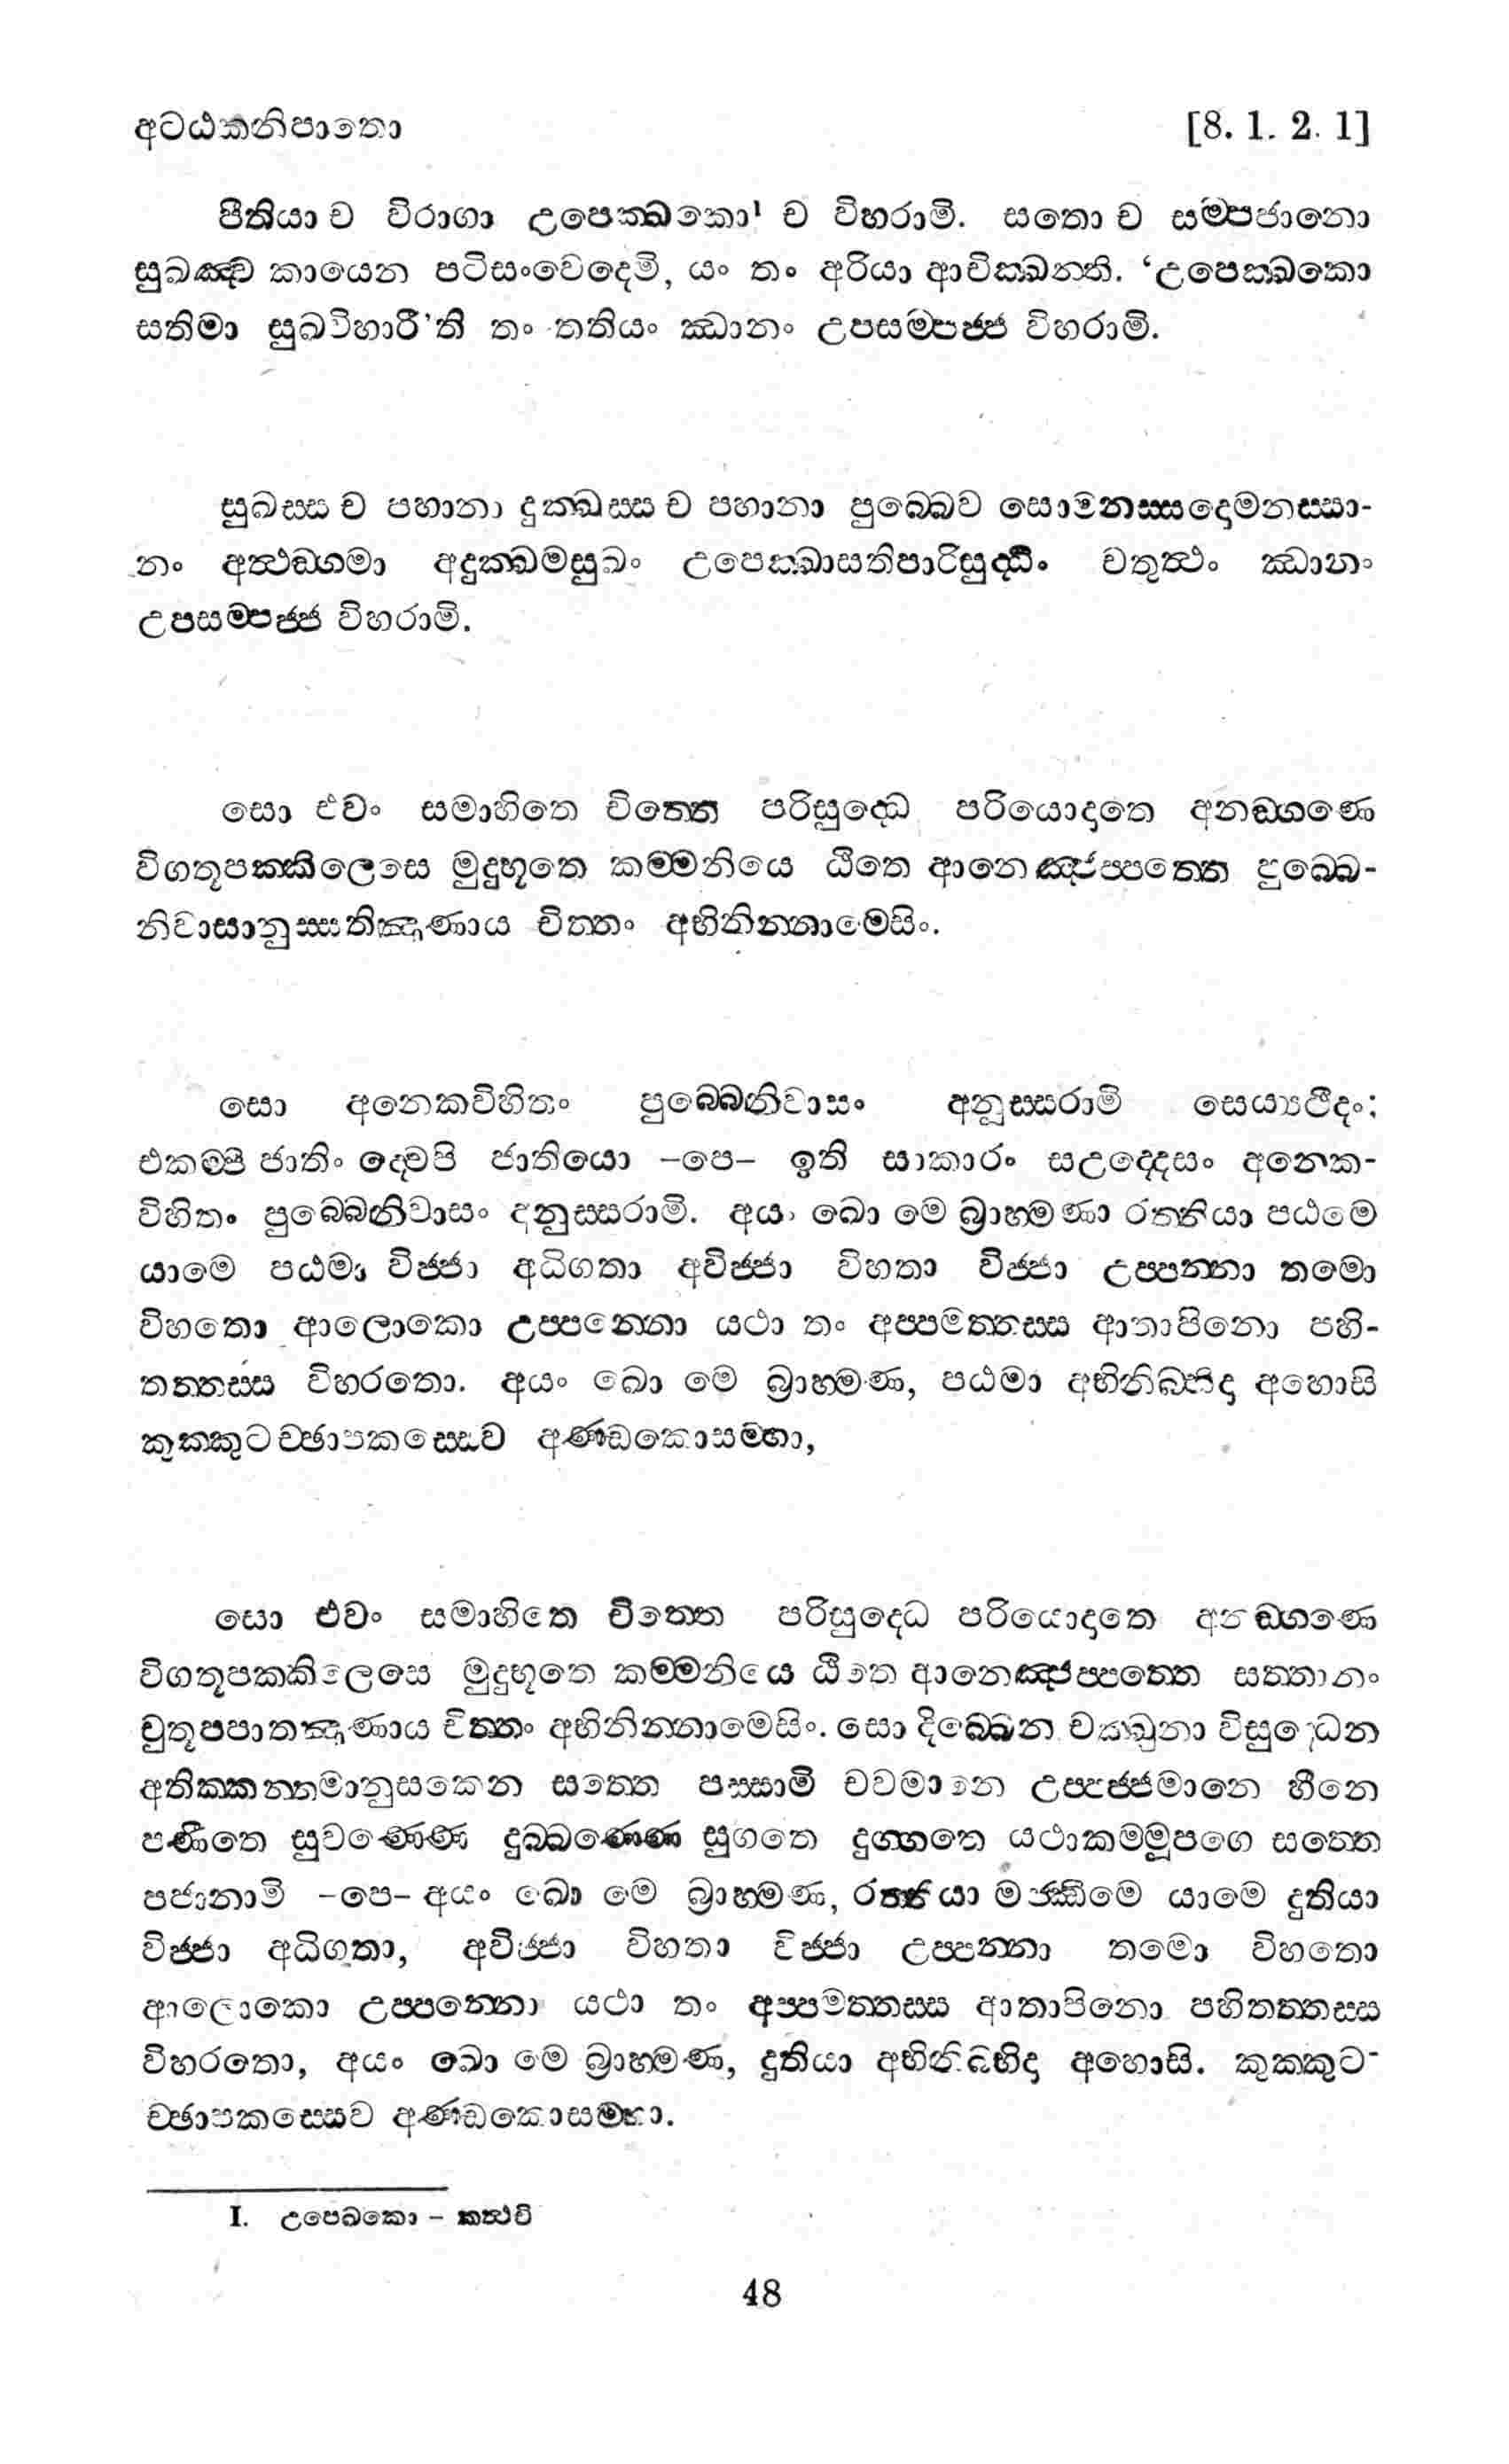 අට්ඨකනිපාතො [8. 1. 2. 1]
පීතියා ච විරාගා උපෙක්ඛකො¹ ච විහරාමි. සතො ච සම්පජානො
සුඛඤ්ච කායෙන පටිසංවෙදෙමි, යං තං අරියා ආචික්ඛන්ති. ‘උපෙක්ඛකො
සතිමා සුඛවිහාරී’ති තං තතියං ඣානං උපසම්පජ්ජ විහරාමි.
සුඛස්ස ච පහානා දුක්ඛස්ස ච පහානා පුබ්බෙව සොමනස්සදොමනස්සා-
නං අත්ථඞ්ගමා අදුක්ඛමසුඛං උපෙක්ඛාසතිපාරිසුද්ධිං චතුත්ථං ඣානං
උපසම්පජ්ජ විහරාමි.
සො එවං සමාහිතෙ චිත්තෙ පරිසුද්ධෙ පරියොදාතෙ අනඞ්ගණෙ
විගතූපක්කිලෙසෙ මුදුභූතෙ කම්මනියෙ ඨිතෙ ආනෙඤ්ජප්පත්තෙ පුබ්බෙ-
නිවාසානුස්සතිඤාණාය චිත්තං අභිනින්නාමෙසිං.
සො අනෙකවිහිතං පුබ්බෙනිවාසං අනුස්සරාමි සෙය්‍යථීදං:
එකම්පි ජාතිං ද්වෙපි ජාතියො –පෙ– ඉති සාකාරං සඋද්දෙසං අනෙක-
විහිතං පුබ්බෙනිවාසං අනුස්සරාමි. අයං ඛො මෙ බ්‍රාහ්මණා රත්තියා පඨමෙ
යාමෙ පඨමා විජ්ජා අධිගතා අවිජ්ජා විහතා විජ්ජා උප්පන්නා තමො
විහතො ආලොකො උප්පන්නො යථා තං අප්පමත්තස්ස ආතාපිනො පහි-
තත්තස්ස විහරතො. අයං ඛො මෙ බ්‍රාහ්මණ, පඨමා අභිනිබ්භිදා අහොසි
කුක්කුටච්ඡාපකස්සෙව අණ්ඩකොසම්හා,
සො එවං සමාහිතෙ චිත්තෙ පරිසුද්ධෙ පරියොදාතෙ අනඞ්ගණෙ
විගතූපක්කිලෙසෙ මුදුභූතෙ කම්මනියෙ ඨිතෙ ආනෙඤ්ජප්පත්තෙ සත්තානං
චුතූපපාතඤාණාය චිත්තං අභිනින්නාමෙසිං. සො දිබ්බෙන චක්ඛුනා විසුද්ධෙන
අතික්කන්තමානුසකෙන සත්තෙ පස්සාමි චවමානෙ උප්පජ්ජමානෙ හීනෙ
පණීතෙ සුවණ්ණෙ දුබ්බණ්ණෙ සුගතෙ දුග්ගතෙ යථාකම්මූපගෙ සත්තෙ
පජානාමි –පෙ– අයං ඛො මෙ බ්‍රාහ්මණ, රත්තියා මජ්ඣිමෙ යාමෙ දුතියා
විජ්ජා අධිගතා, අවිජ්ජා විහතා විජ්ජා උප්පන්නා තමො විහතො
ආලොකො උප්පන්නො යථා තං අප්පමත්තස්ස ආතාපිනො පහිතත්තස්ස
විහරතො, අයං ඛො මෙ බ්‍රාහ්මණ, දුතියා අභිනිබ්භිදා අහොසි. කුක්කුට-
ච්ඡාපකස්සෙව අණ්ඩකොසම්හා.
1. උපෙඛකො – කත්ථචි
48